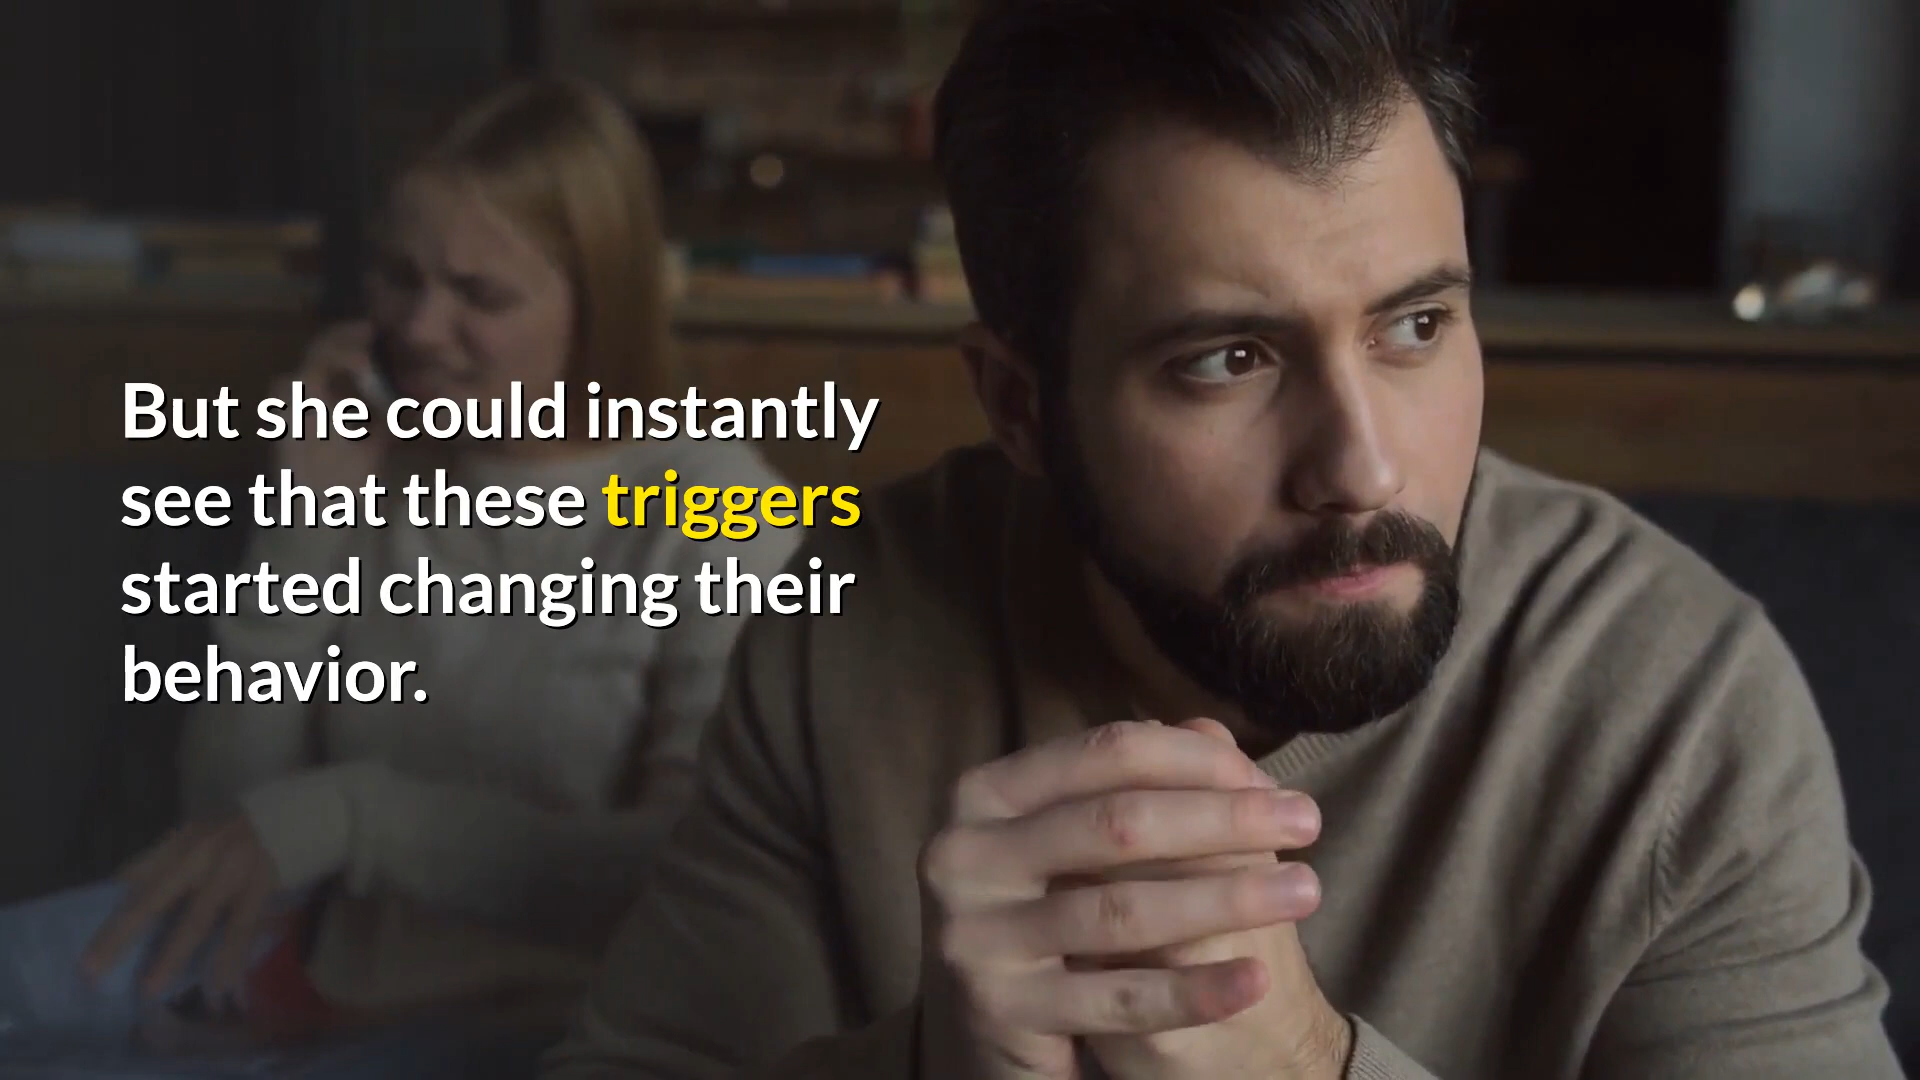 But she could instantly
see that these triggers
started changing their
behavior.